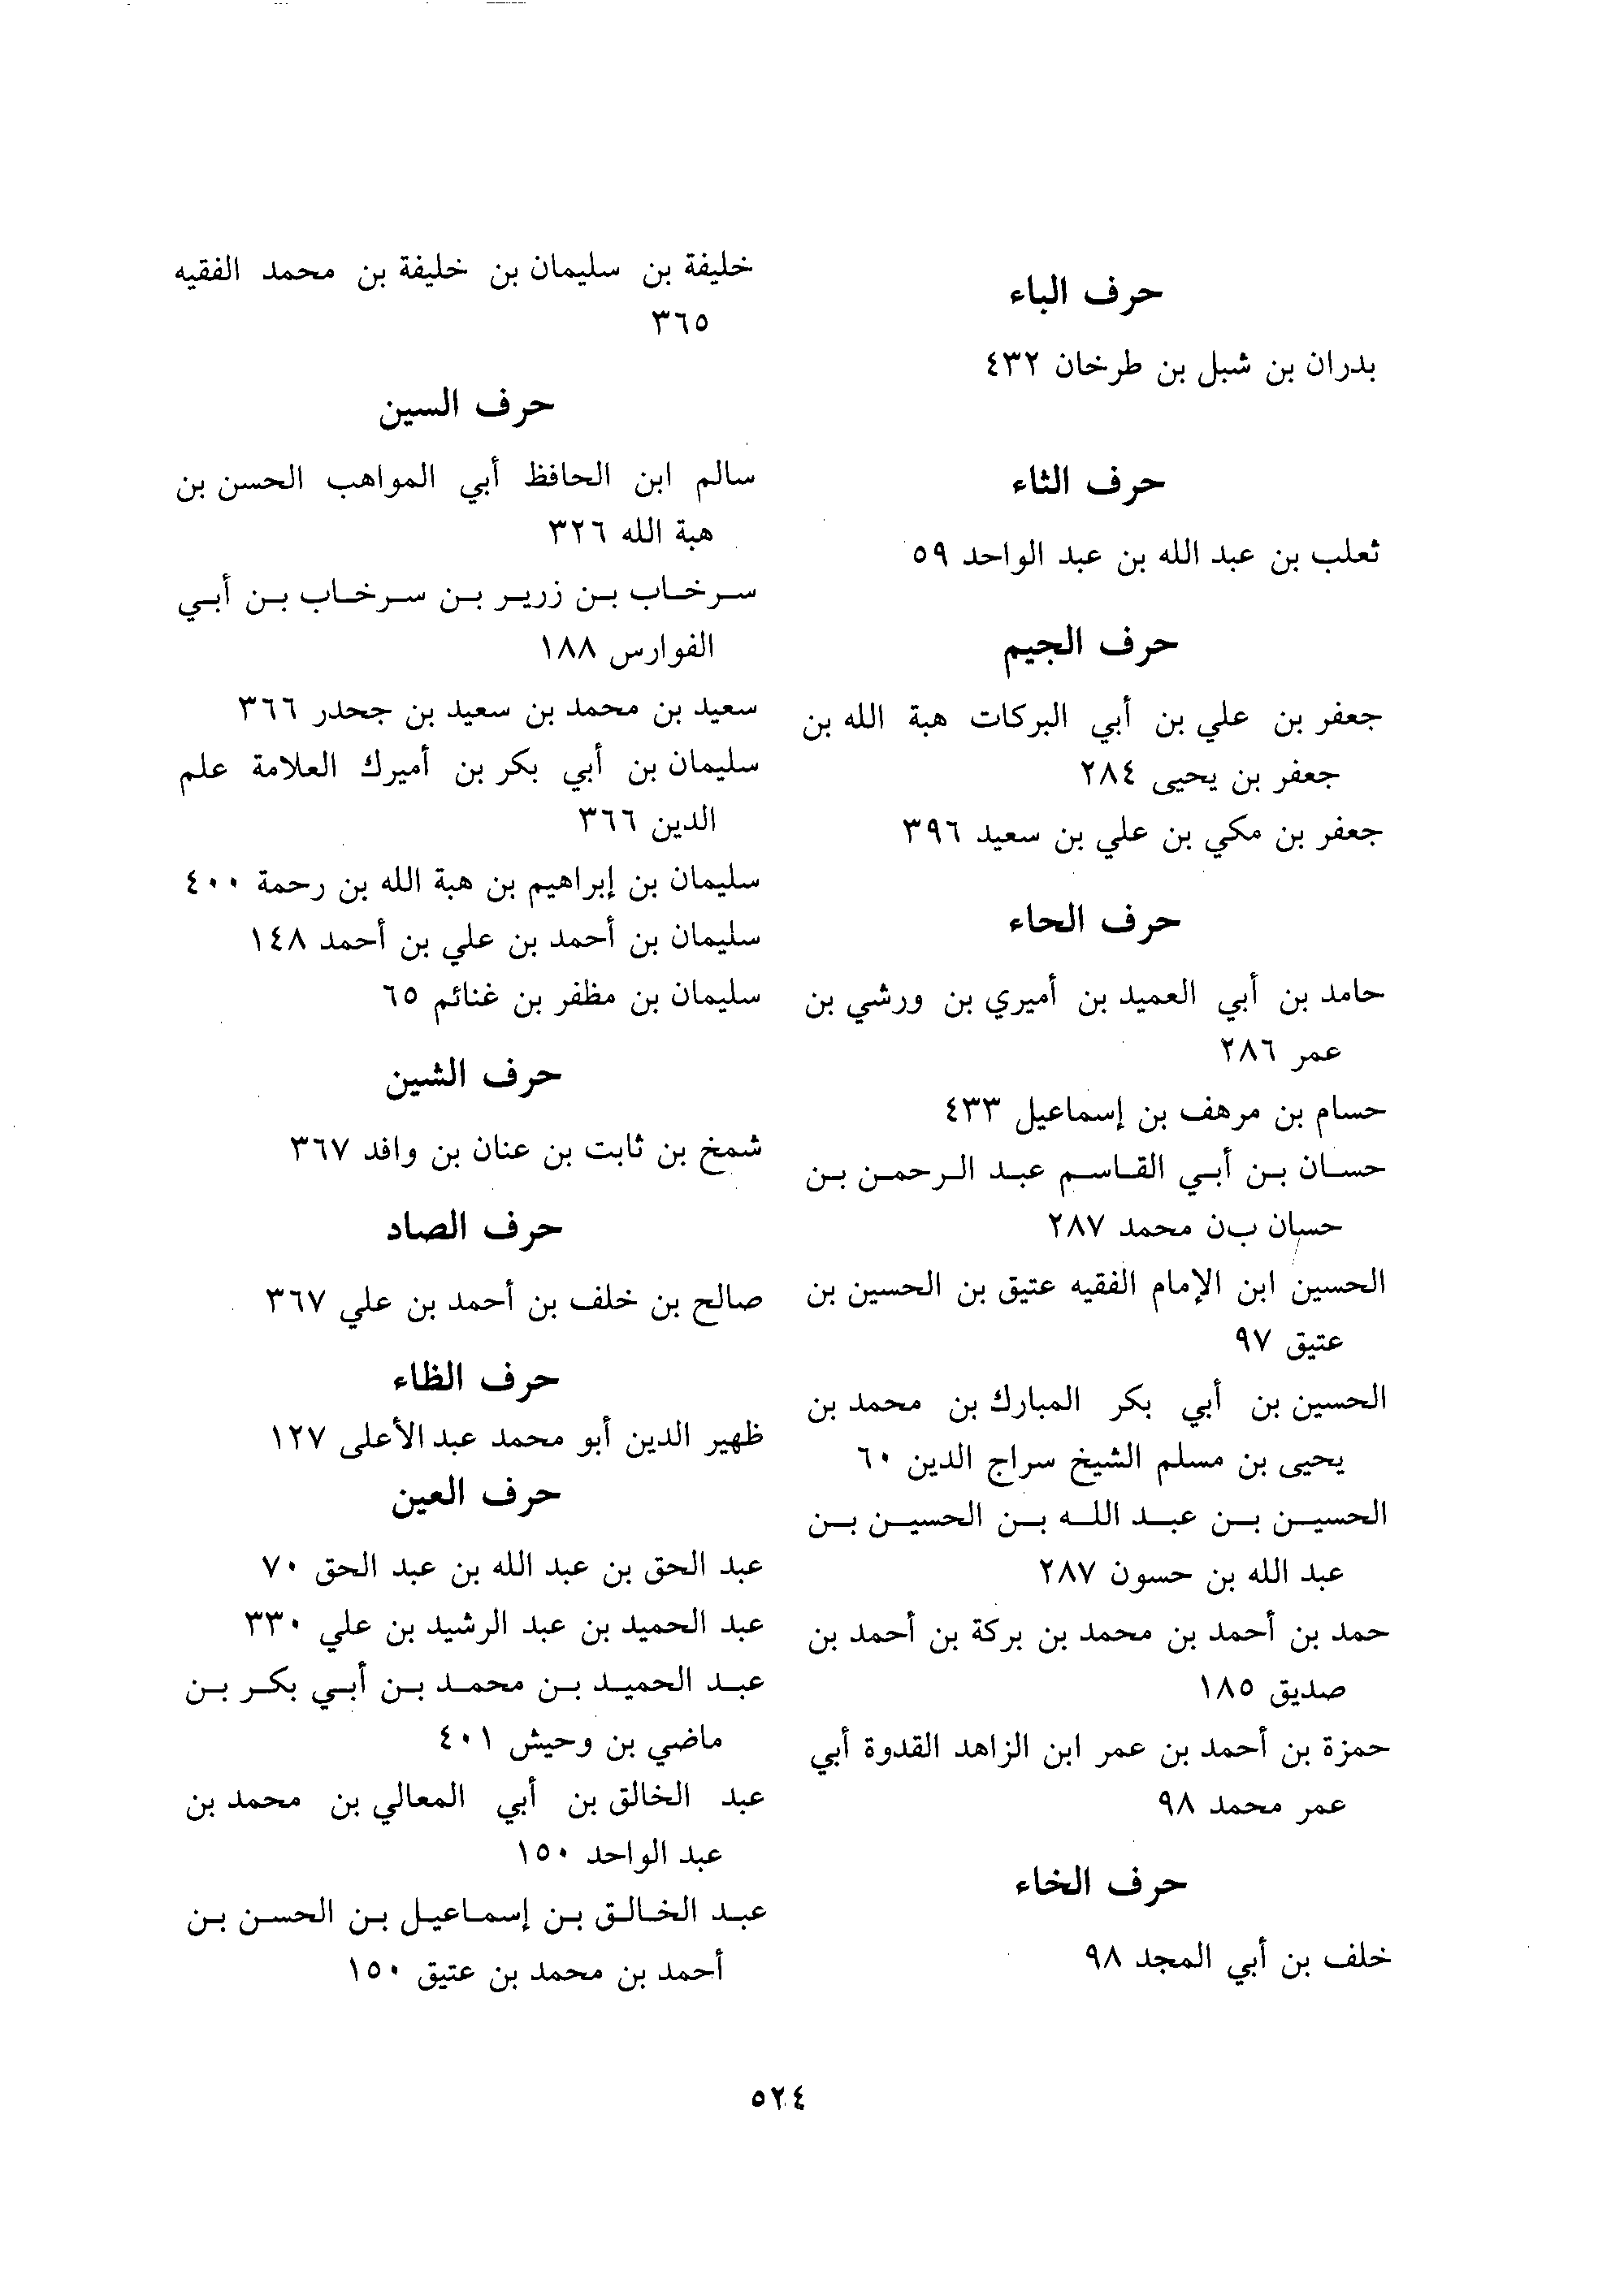 حرف الباء
بدران بن شبل بن طرخان ٤٣٢
حرف الثاء
ثعلب بن عبد الله بن عبد الواحد ٥٩
حرف الجيم
جعفر بن علي بن أبي البركات هبة الله بن
جعفر بن يحيى ٢٨٤
جعفر بن مكي بن علي بن سعيد ٣٩٦
حرف الحاء
حامد بن أبي العميد بن أميري بن ورشي بن
عمر ٢٨٦
حسام بن مرهف بن إسماعيل ٤٣٣
حسان بن أبي القاسم عبد الرحمن بن
حسان ب‍ن محمد ٢٨٧
الحسين ابن الإمام الفقيه عتيق بن الحسين بن
عتيق ٩٧
الحسين بن أبي بكر المبارك بن محمد بن
يحيى بن مسلم الشيخ سراج الدين ٦٠
الحسين بن عبد الله بن الحسين بن
عبد الله بن حسون ٢٨٧
حمد بن أحمد بن محمد بن بركة بن أحمد بن
صديق ١٨٥
حمزة بن أحمد بن عمر ابن الزاهد القدوة أبي
عمر محمد ٩٨
حرف الخاء
خلف بن أبي المجد ٩٨
خليفة بن سليمان بن خليفة بن محمد الفقيه
٣٦٥
حرف السين
سالم ابن الحافظ أبي المواهب الحسن بن
هبة الله ٣٢٦
سرخاب بن زرير بن سرخاب بن أبي
الفوارس ١٨٨
سعيد بن محمد بن سعيد بن جحدر ٣٦٦
سليمان بن أبي بكر بن أميرك العلامة علم
الدين ٣٦٦
سليمان بن إبراهيم بن هبة الله بن رحمة ٤٠٠
سليمان بن أحمد بن علي بن أحمد ١٤٨
سليمان بن مظفر بن غنائم ٦٥
حرف الشين
شمخ بن ثابت بن عنان بن وافد ٣٦٧
حرف الصاد
صالح بن خلف بن أحمد بن علي ٣٦٧
حرف الظاء
ظهير الدين أبو محمد عبد الأعلى ١٢٧
حرف العين
عبد الحق بن عبد الله بن عبد الحق ٧٠
عبد الحميد بن عبد الرشيد بن علي ٣٣٠
عبد الحميد بن محمد بن أبي بكر بن
ماضي بن وحيش ٤٠١
عبد الخالق بن أبي المعالي بن محمد بن
عبد الواحد ١٥٠
عبد الخالق بن إسماعيل بن الحسن بن
أحمد بن محمد بن عتيق ١٥٠
٥٢٤